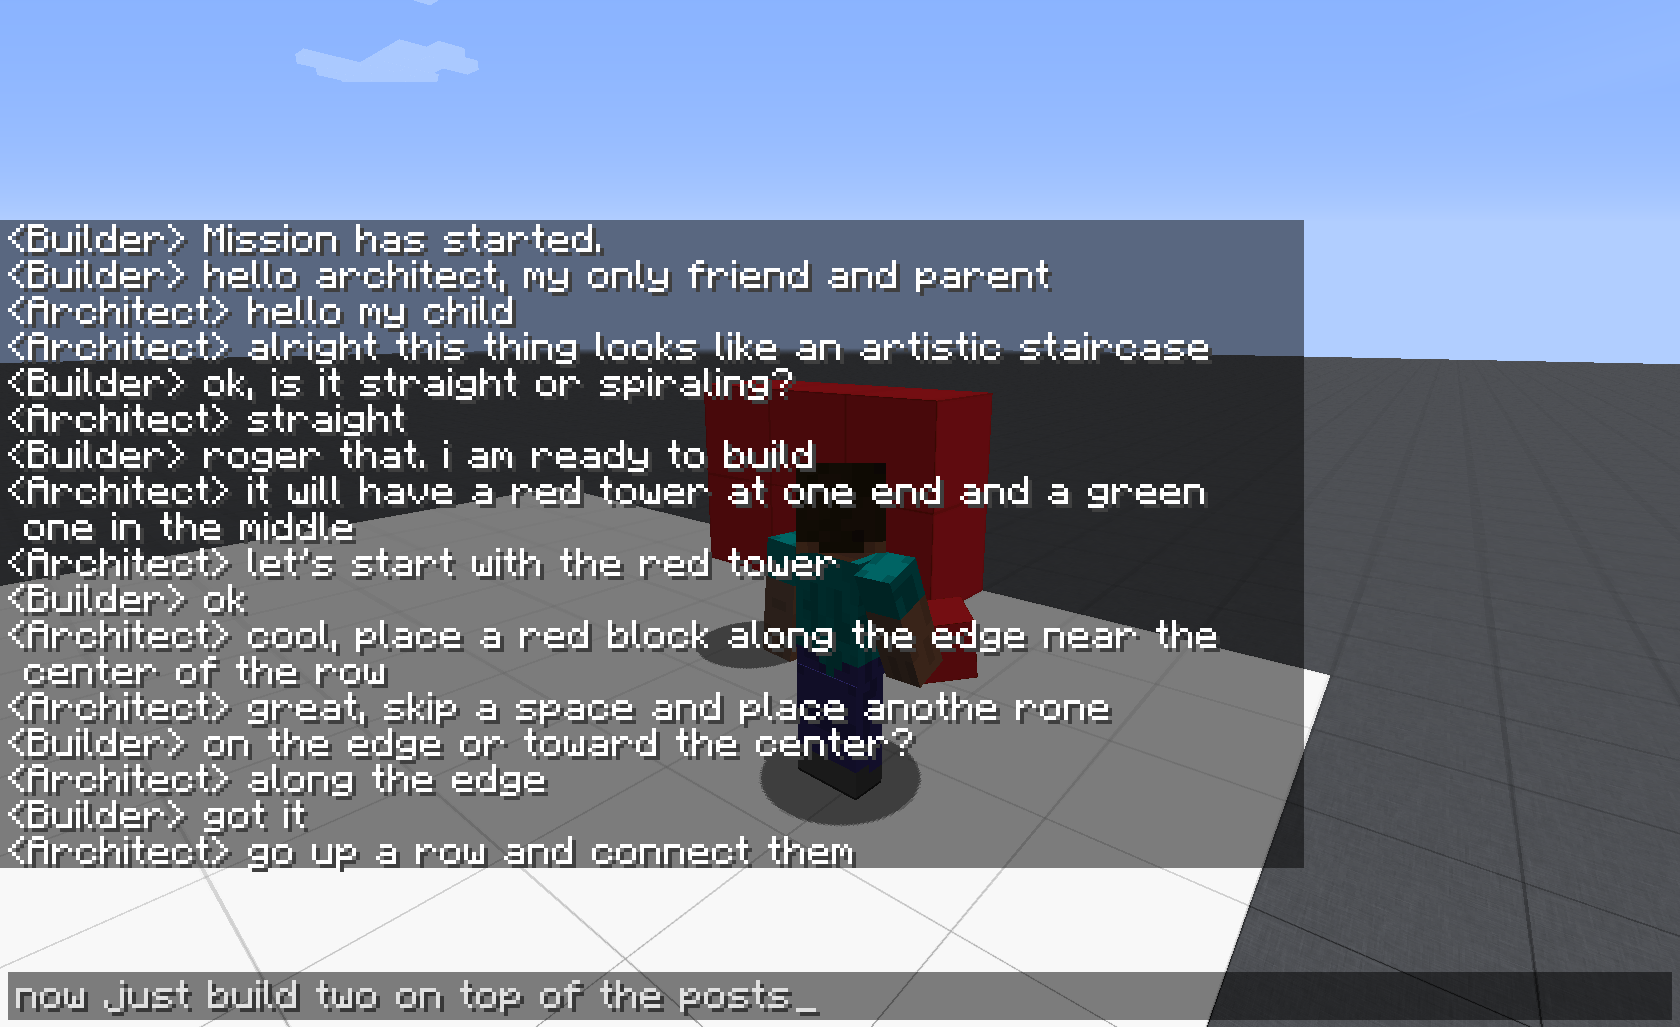 <Builder> Mission has started.
<Builder> hello architect, my only friend and parent
<Architect> hello my child
<Architect> alright this thing looks like an artistic staircase
<Builder> ok, is it straight or spiraling?
<Architect> straight
<Builder> roger that. i am ready to build
<Architect> it will have a red tower at one end and a green
one in the middle
<Architect> let's start with the red tower
<Builder> ok
<Architect> cool, place a red block along the edge near the
center of the row
<Architect> great, skip a space and place anothe rone
<Builder> on the edge or toward the center?
<Architect> along the edge
<Builder> got it
<Architect> go up a row and connect them
now just build two on top of the posts_